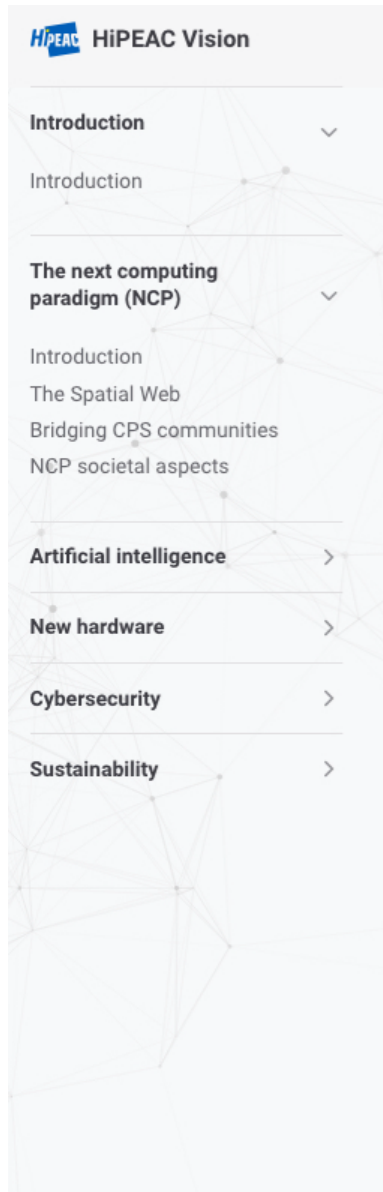 HiPEAC HiPEAC Vision
Introduction
Introduction
The next computing
paradigm (NCP)
Introduction
The Spatial Web
Bridging CPS communities
NCP societal aspects
Artificial intelligence
New hardware
Cybersecurity
Sustainability